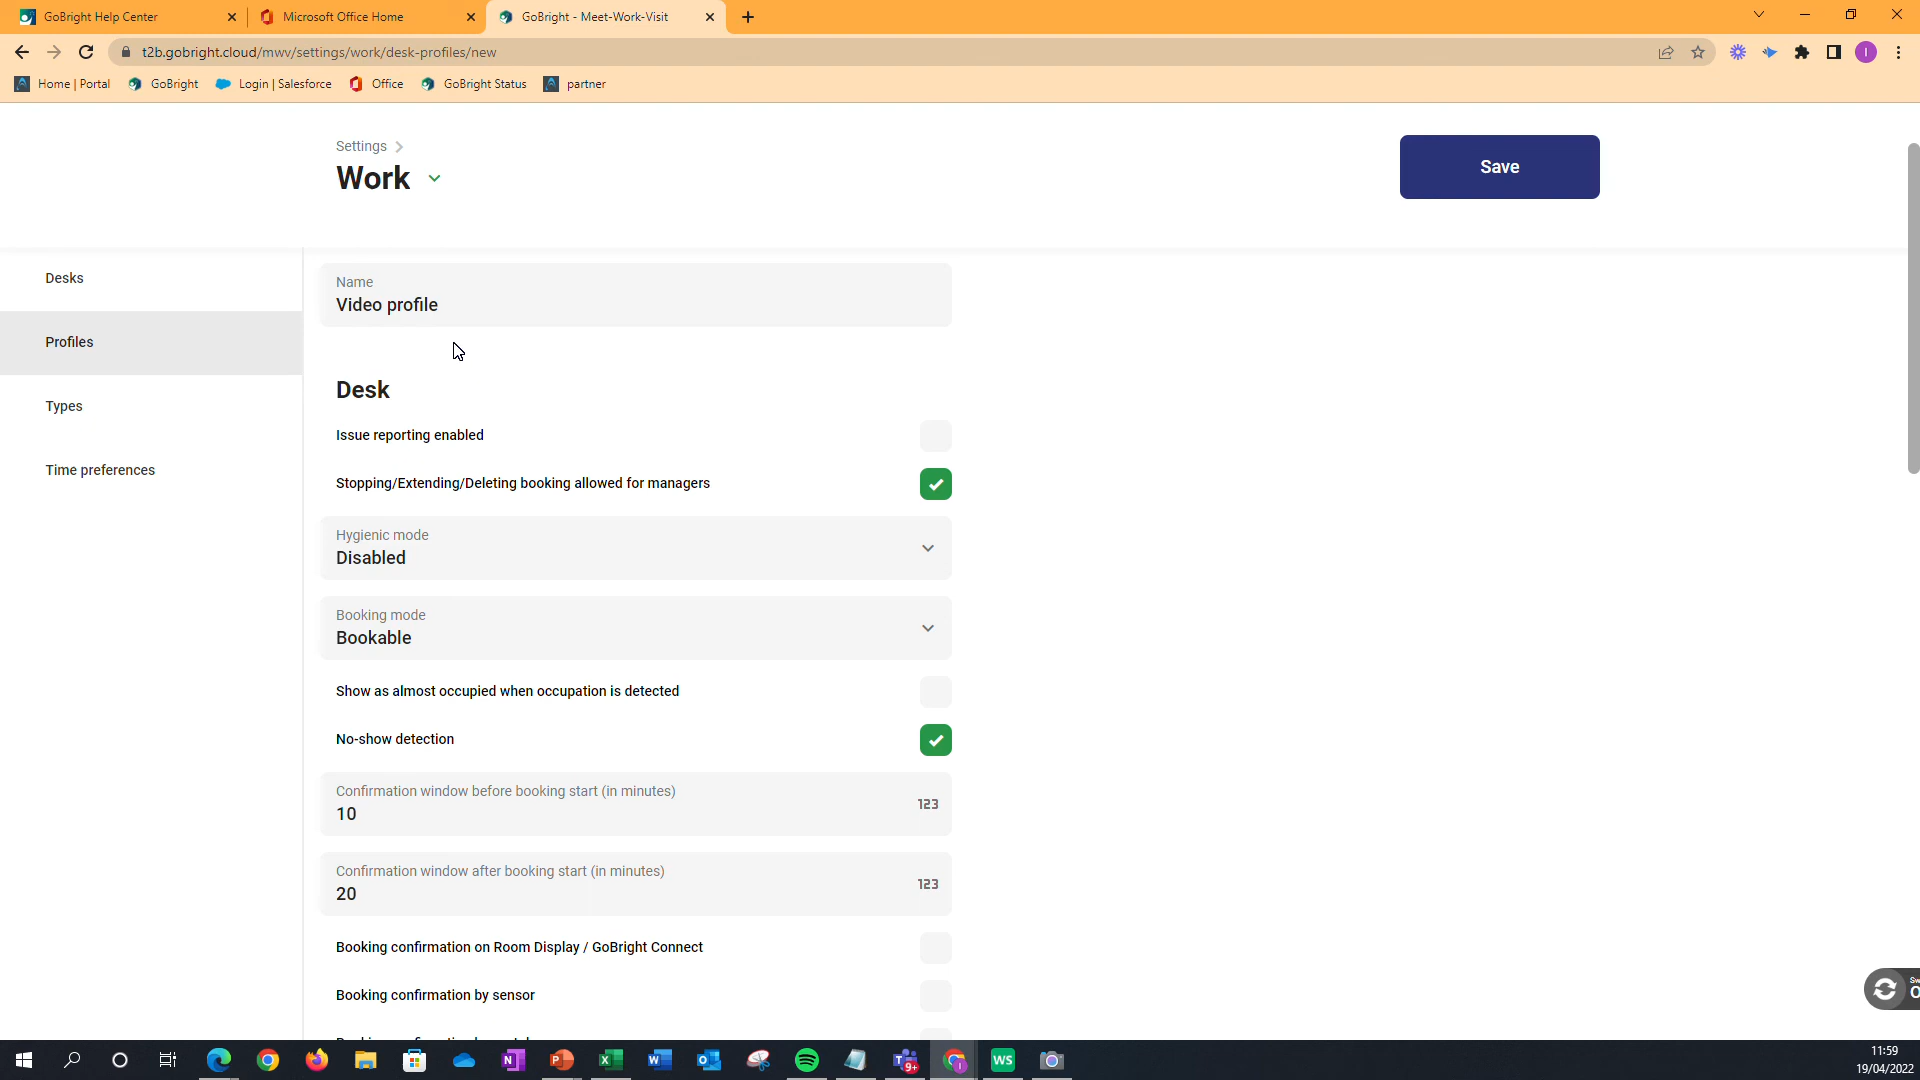 GoBright Help Center
Microsoft Office Home
GoBright - Meet-Work-Visit
t2b.gobright.cloud/mwv/settings/work/desk-profiles/new
I
Home | Portal
GoBright
Login | Salesforce
Office
GoBright Status
partner
Settings
Work
Save
Desks
Profiles
Types
Time preferences
Name
Video profile
Desk
Issue reporting enabled
Stopping/Extending/Deleting booking allowed for managers
Hygienic mode
Disabled
Booking mode
Bookable
Show as almost occupied when occupation is detected
No-show detection
Confirmation window before booking start (in minutes)
10
123
Confirmation window after booking start (in minutes)
20
123
Booking confirmation on Room Display / GoBright Connect
Booking confirmation by sensor
9+
WS
11:59
19/04/2022